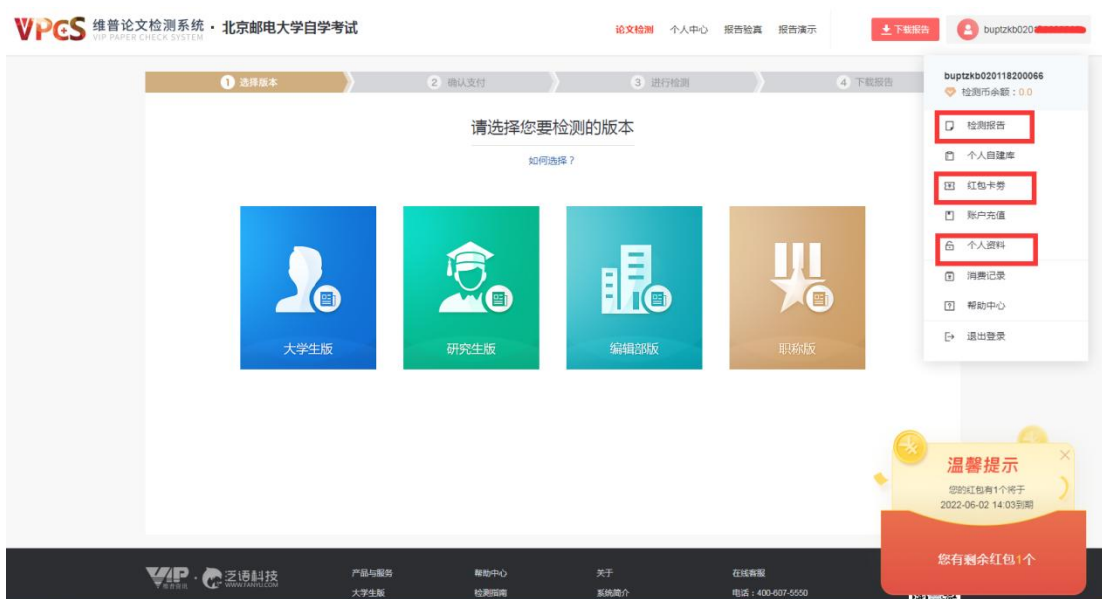 VPCS 维普论文检测系统 · 北京邮电大学自学考试
VIP PAPER CHECK SYSTEM
论文检测 个人中心 报告验真 报告演示 下载报告 buptzkb020
1 选择版本 2 确认支付 3 进行检测 4 下载报告
请选择您要检测的版本
如何选择？
大学生版 研究生版 编辑部版 职称版
buptzkb020118200066
检测币余额：0.0
检测报告
个人自建库
红包卡劵
账户充值
个人资料
消费记录
帮助中心
退出登录
温馨提示
您的红包有1个将于
2022-06-02 14:03到期
您有剩余红包1个
VIP · 泛语科技
维普资讯 WWW.FANYU.COM
产品与服务 帮助中心 关于 在线客服
大学生版 检测指南 系统简介 电话：400-607-5550